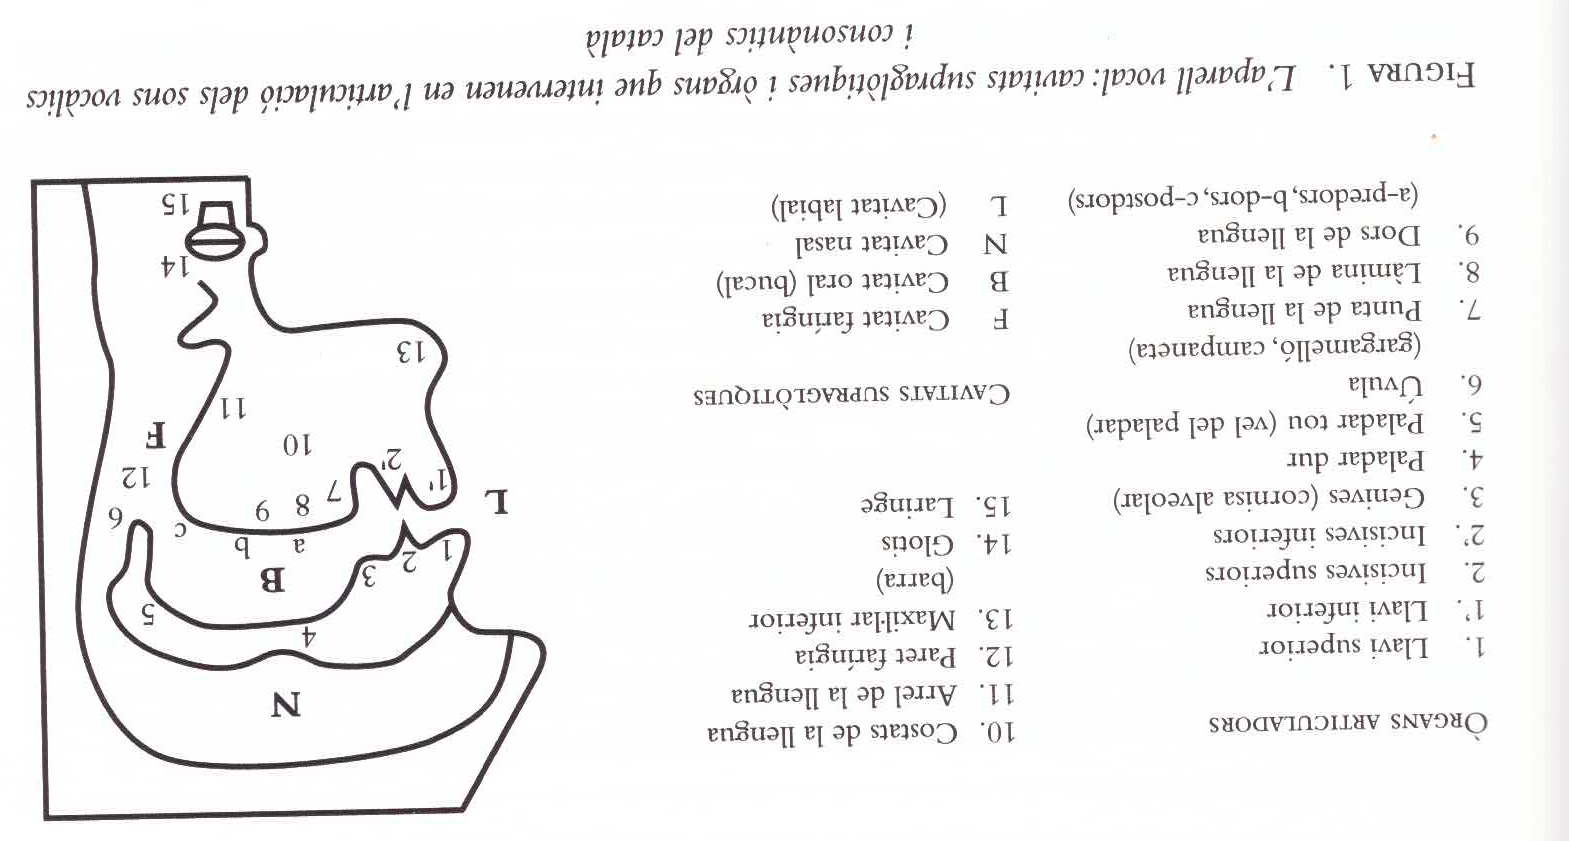 ÒRGANS ARTICULADORS
1. Llavi superior
1'. Llavi inferior
2. Incisives superiors
2'. Incisives inferiors
3. Genives (cornisa alveolar)
4. Paladar dur
5. Paladar tou (vel del paladar)
6. Úvula
(gargamelló, campaneta)
7. Punta de la llengua
8. Làmina de la llengua
9. Dors de la llengua
(a-predors, b-dors, c-postdors)
10. Costats de la llengua
11. Arrel de la llengua
12. Paret faríngia
13. Maxil·lar inferior
(barra)
14. Glotis
15. Laringe
CAVITATS SUPRAGLÒTIQUES
F Cavitat faríngia
B Cavitat oral (bucal)
N Cavitat nasal
L (Cavitat labial)
N
4
5
B
3
2
1
a
b
c
6
L
7
8
9
1'
2'
12
10
F
11
13
14
15
FIGURA 1. L'aparell vocal: cavitats supraglòtiques i òrgans que intervenen en l'articulació dels sons vocàlics
i consonàntics del català